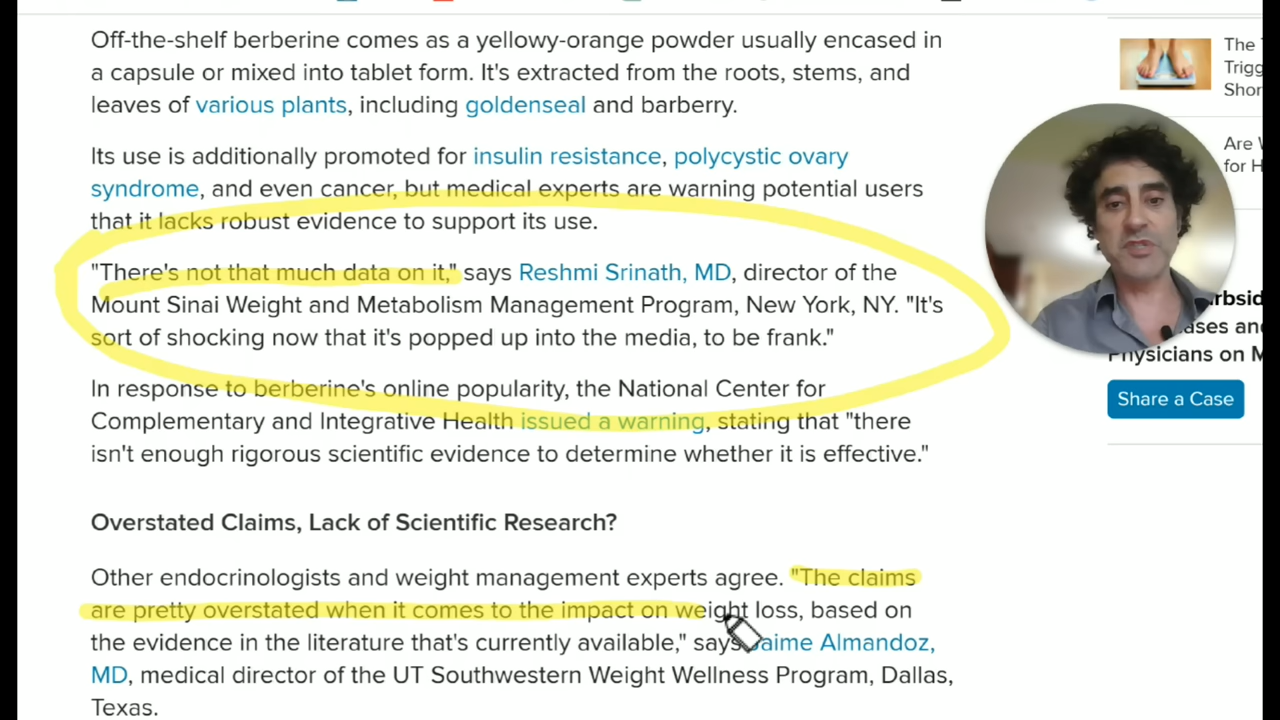 Off-the-shelf berberine comes as a yellowy-orange powder usually encased in
a capsule or mixed into tablet form. It's extracted from the roots, stems, and
leaves of various plants, including goldenseal and barberry.
Its use is additionally promoted for insulin resistance, polycystic ovary
syndrome, and even cancer, but medical experts are warning potential users
that it lacks robust evidence to support its use.
"There's not that much data on it," says Reshmi Srinath, MD, director of the
Mount Sinai Weight and Metabolism Management Program, New York, NY. "It's
sort of shocking now that it's popped up into the media, to be frank."
In response to berberine's online popularity, the National Center for
Complementary and Integrative Health issued a warning, stating that "there
isn't enough rigorous scientific evidence to determine whether it is effective."
Overstated Claims, Lack of Scientific Research?
Other endocrinologists and weight management experts agree. "The claims
are pretty overstated when it comes to the impact on weight loss, based on
the evidence in the literature that's currently available," says Jaime Almandoz,
MD, medical director of the UT Southwestern Weight Wellness Program, Dallas,
Texas.
The
Trigg
Shor
Are
for H
Physicians on M
Share a Case